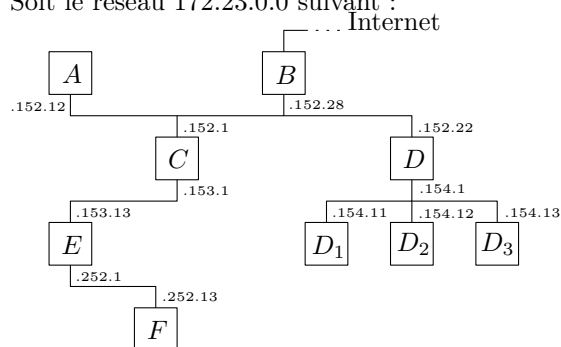 Soit le réseau 172.23.0.0 suivant :
Internet
A
B
.152.12
.152.28
.152.1
.152.22
C
D
.153.1
.154.1
.153.13
.154.11
.154.12
.154.13
E
D1
D2
D3
.252.1
.252.13
F